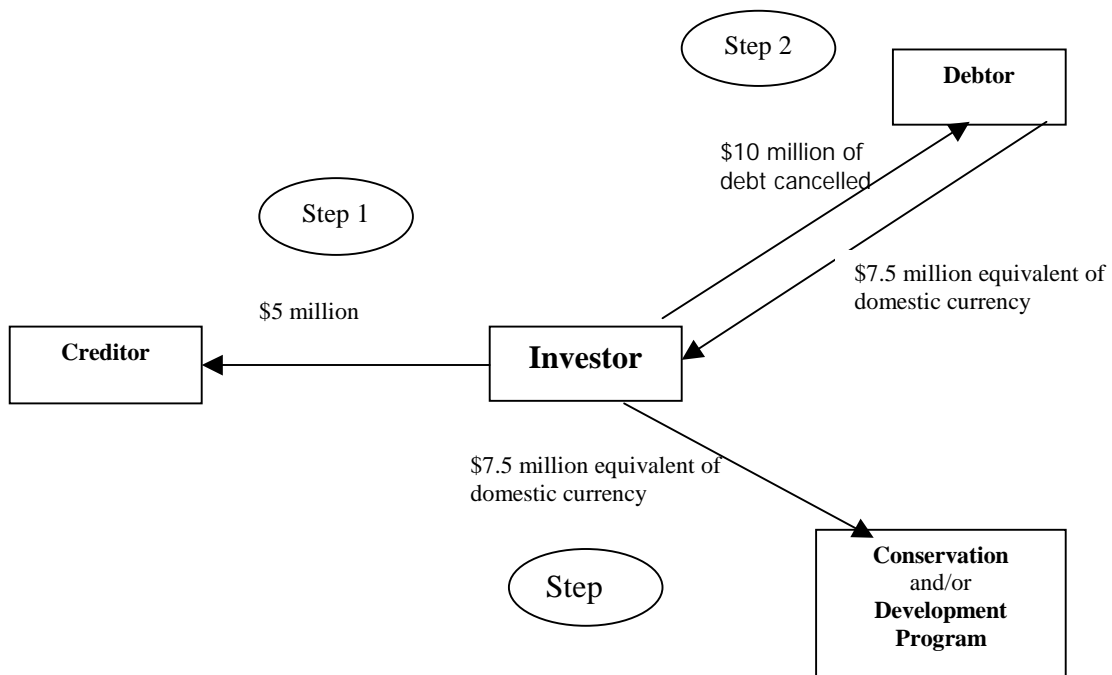 Step 2
Debtor
$10 million of
debt cancelled
Step 1
$7.5 million equivalent of
domestic currency
$5 million
Creditor
Investor
$7.5 million equivalent of
domestic currency
Step
Conservation
and/or
Development
Program